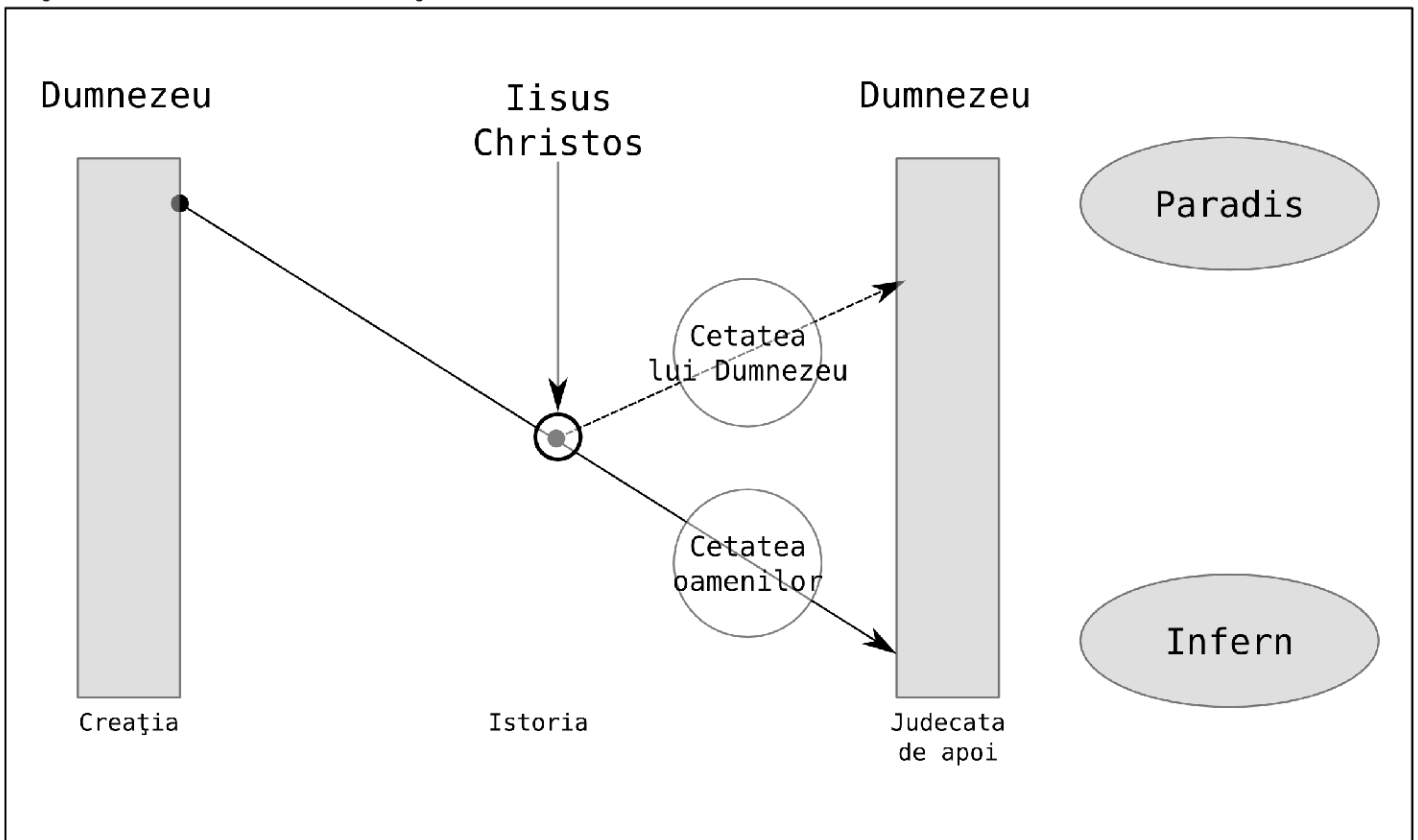 Dumnezeu
Iisus
Christos
Dumnezeu
Paradis
Cetatea
lui Dumnezeu
Cetatea
oamenilor
Infern
Creaţia
Istoria
Judecata
de apoi